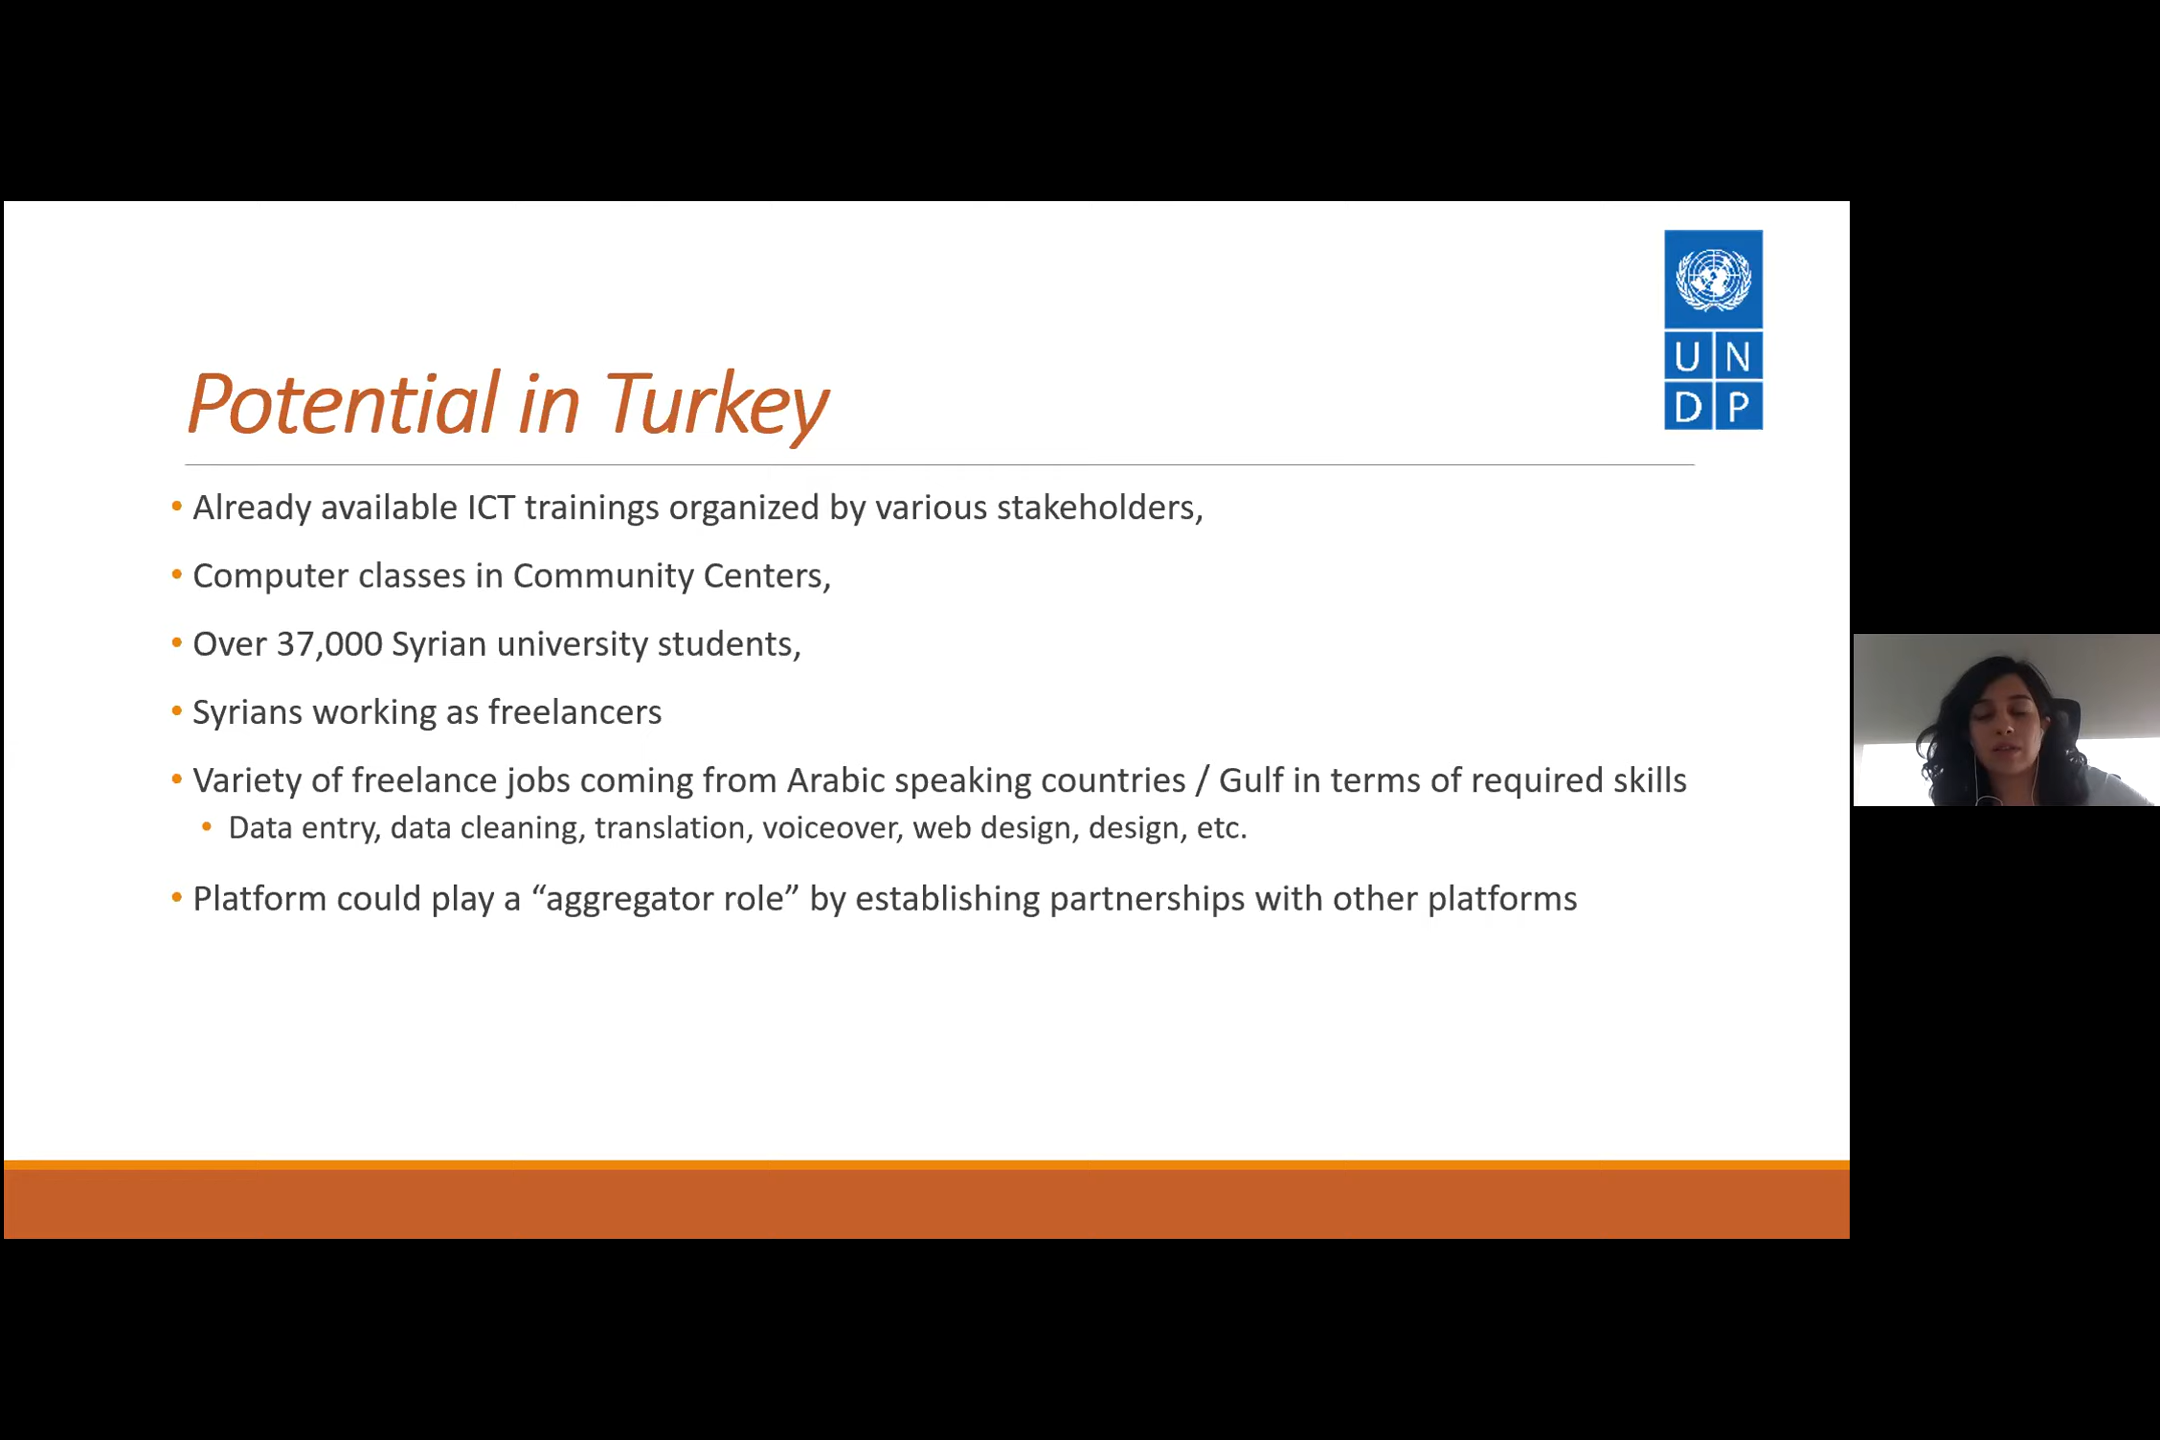 U N
D P
Potential in Turkey
• Already available ICT trainings organized by various stakeholders,
• Computer classes in Community Centers,
• Over 37,000 Syrian university students,
• Syrians working as freelancers
• Variety of freelance jobs coming from Arabic speaking countries / Gulf in terms of required skills
• Data entry, data cleaning, translation, voiceover, web design, design, etc.
• Platform could play a “aggregator role” by establishing partnerships with other platforms